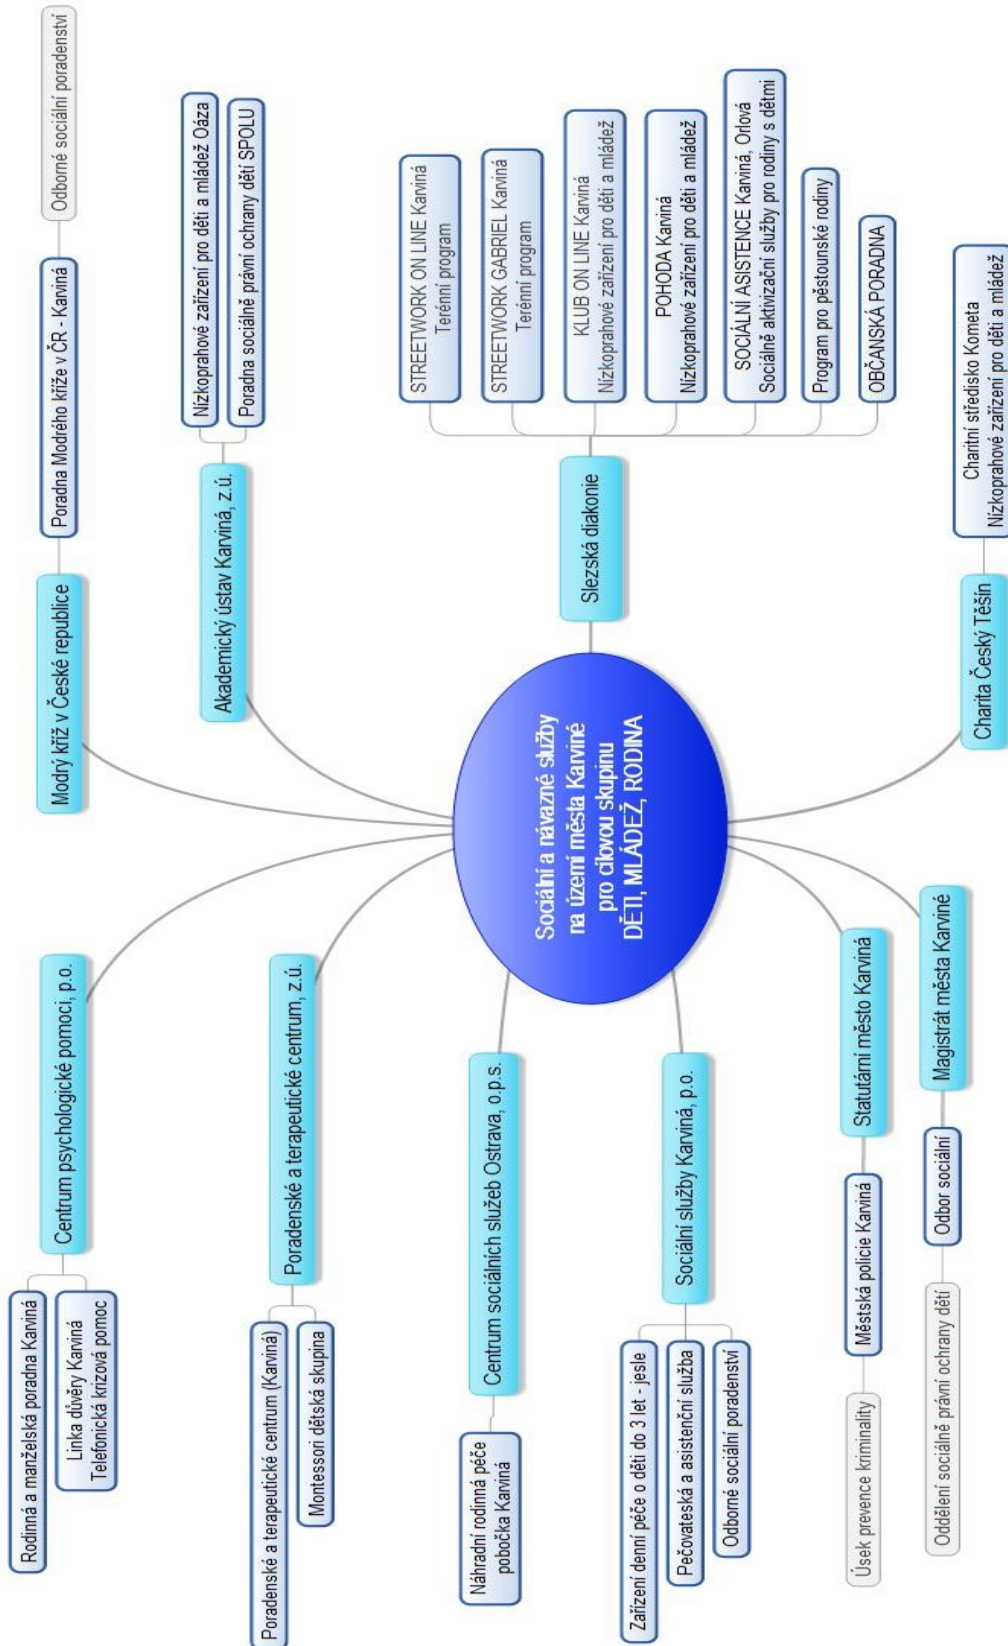 Sociální a návazné služby
na území města Karviné
pro cílovou skupinu
DĚTI, MLÁDEŽ, RODINA
Centrum psychologické pomoci, p.o.
Rodinná a manželská poradna Karviná
Linka důvěry Karviná
Telefonická krizová pomoc
Poradenské a terapeutické centrum, z.ú.
Poradenské a terapeutické centrum (Karviná)
Montessori dětská skupina
Centrum sociálních služeb Ostrava, o.p.s.
Náhradní rodinná péče
pobočka Karviná
Sociální služby Karviná, p.o.
Zařízení denní péče o děti do 3 let - jesle
Pečovateská a asistenční služba
Odborné sociální poradenství
Statutární město Karviná
Městská policie Karviná
Úsek prevence kriminality
Magistrát města Karviné
Odbor sociální
Oddělení sociálně právní ochrany dětí
Modrý kříž v České republice
Poradna Modrého kříže v ČR - Karviná
Odborné sociální poradenství
Akademický ústav Karviná, z.ú.
Nízkoprahové zařízení pro děti a mládež Oáza
Poradna sociálně právní ochrany dětí SPOLU
Slezská diakonie
STREETWORK ON LINE Karviná
Terénní program
STREETWORK GABRIEL Karviná
Terénní program
KLUB ON LINE Karviná
Nízkoprahové zařízení pro děti a mládež
POHODA Karviná
Nízkoprahové zařízení pro děti a mládež
SOCIÁLNÍ ASISTENCE Karviná, Orlová
Sociálně aktivizační služby pro rodiny s dětmi
Program pro pěstounské rodiny
OBČANSKÁ PORADNA
Charita Český Těšín
Charitní středisko Kometa
Nízkoprahové zařízení pro děti a mládež